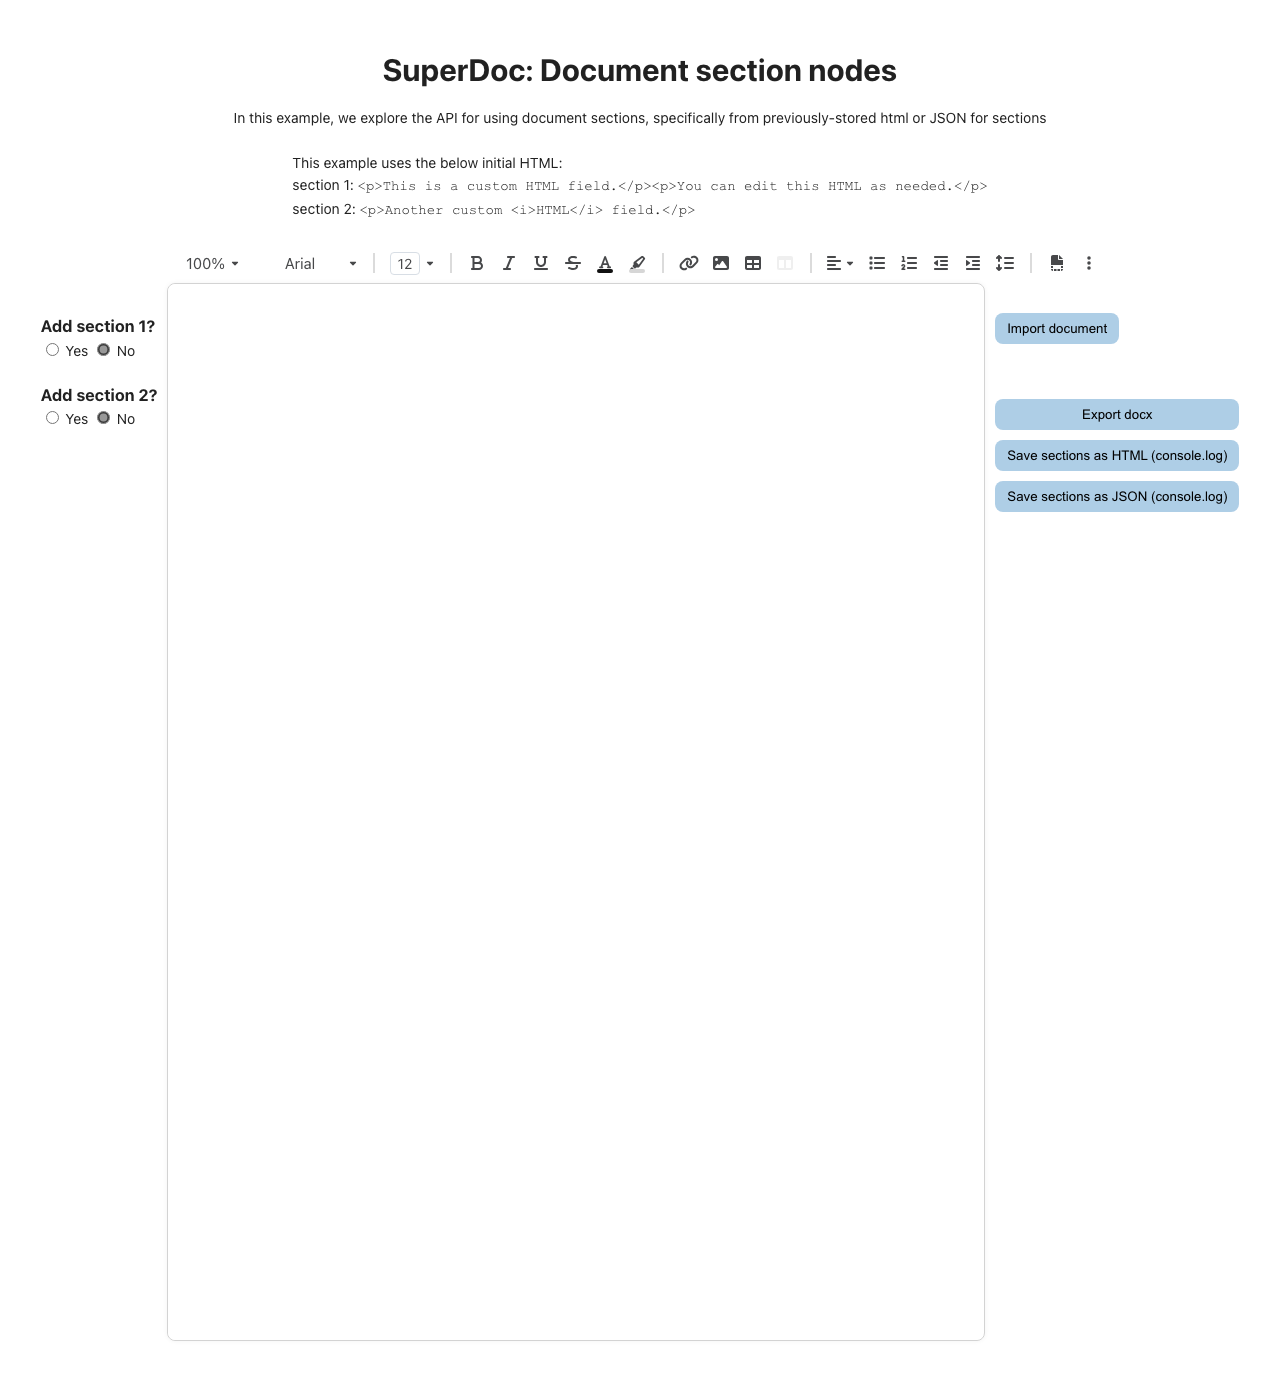 SuperDoc: Document section nodes
In this example, we explore the API for using document sections, specifically from previously-stored html or JSON for sections
This example uses the below initial HTML:
section 1: <p>This is a custom HTML field.</p><p>You can edit this HTML as needed.</p>
section 2: <p>Another custom <i>HTML</i> field.</p>
100% Arial 12
Add section 1?
Yes No
Add section 2?
Yes No
Import document
Export docx
Save sections as HTML (console.log)
Save sections as JSON (console.log)